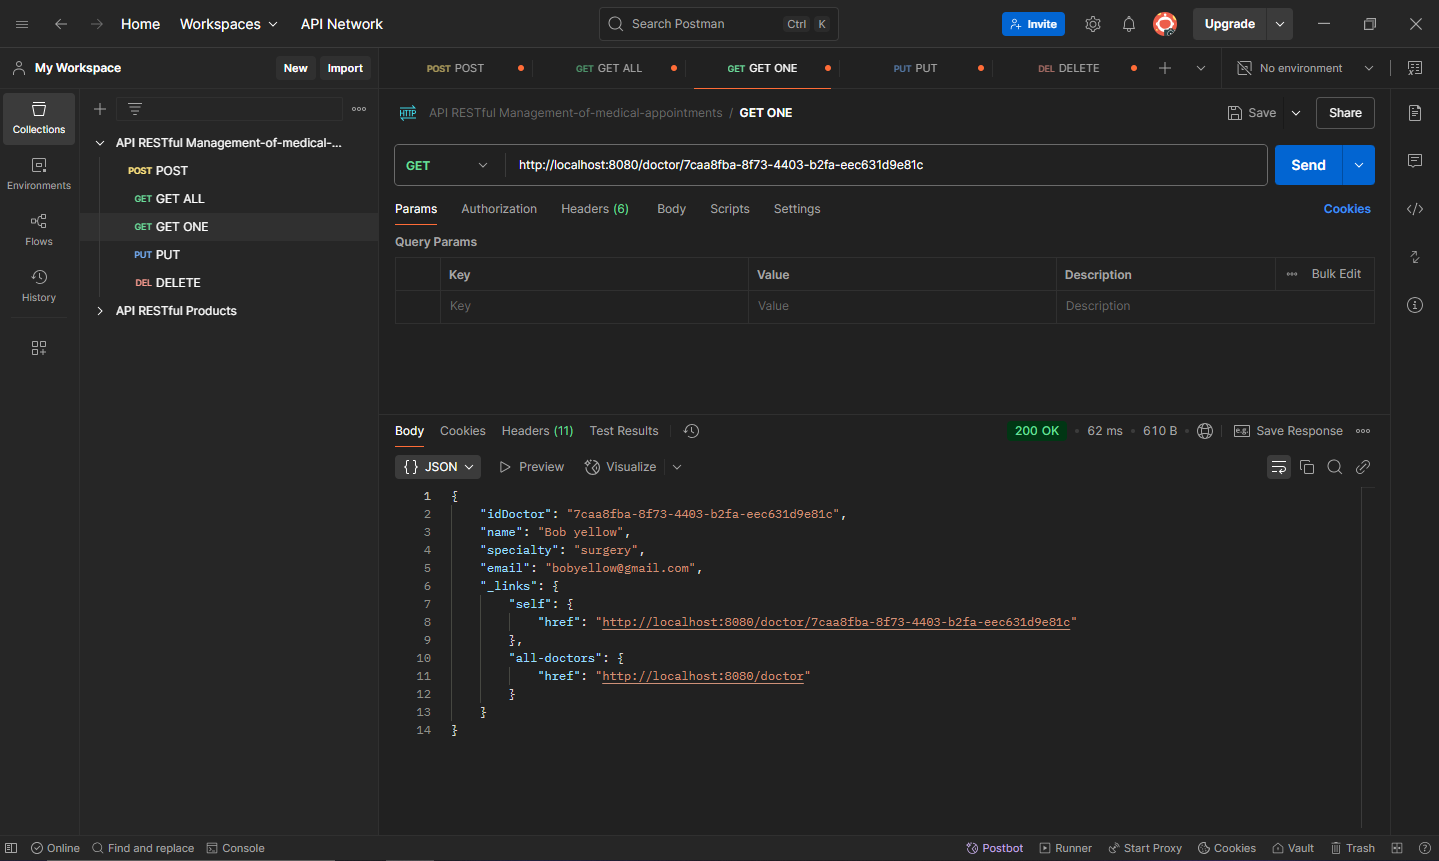 Home Workspaces API Network Search Postman Ctrl K Invite Upgrade
My Workspace New Import POST POST GET GET ALL GET GET ONE PUT PUT DEL DELETE No environment
Collections
Environments
Flows
History
API RESTful Management-of-medical-...
POST POST
GET GET ALL
GET GET ONE
PUT PUT
DEL DELETE
API RESTful Products
HTTP API RESTful Management-of-medical-appointments / GET ONE Save Share
GET http://localhost:8080/doctor/7caa8fba-8f73-4403-b2fa-eec631d9e81c Send
Params Authorization Headers (6) Body Scripts Settings Cookies
Query Params
Key Value Description Bulk Edit
Key Value Description
Body Cookies Headers (11) Test Results 200 OK • 62 ms • 610 B • e.g. Save Response
{} JSON Preview Visualize
1 {
2 "idDoctor": "7caa8fba-8f73-4403-b2fa-eec631d9e81c",
3 "name": "Bob yellow",
4 "specialty": "surgery",
5 "email": "bobyellow@gmail.com",
6 "_links": {
7 "self": {
8 "href": "http://localhost:8080/doctor/7caa8fba-8f73-4403-b2fa-eec631d9e81c"
9 },
10 "all-doctors": {
11 "href": "http://localhost:8080/doctor"
12 }
13 }
14 }
Online Find and replace Console Postbot Runner Start Proxy Cookies Vault Trash